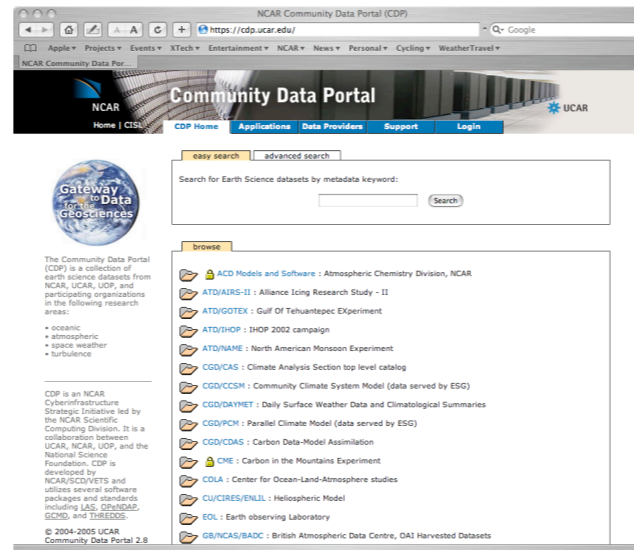 NCAR Community Data Portal (CDP)
https://cdp.ucar.edu/
Q- Google
Apple Projects Events XTech Entertainment NCAR News Personal Cycling WeatherTravel
NCAR Community Data Por...
NCAR
Community Data Portal
UCAR
Home | CISL
CDP Home Applications Data Providers Support Login
easy search advanced search
Search for Earth Science datasets by metadata keyword:
Search
Gateway
to Data
for the
Geosciences
The Community Data Portal
(CDP) is a collection of
earth science datasets from
NCAR, UCAR, UOP, and
participating organizations
in the following research
areas:
• oceanic
• atmospheric
• space weather
• turbulence
CDP is an NCAR
Cyberinfrastructure
Strategic Initiative led by
the NCAR Scientific
Computing Division. It is a
collaboration between
UCAR, NCAR, UOP, and the
National Science
Foundation. CDP is
developed by
NCAR/SCD/VETS and
utilizes several software
packages and standards
including LAS, OPeNDAP,
GCMD, and THREDDS.
© 2004-2005 UCAR
Community Data Portal 2.8
browse
ACD Models and Software : Atmospheric Chemistry Division, NCAR
ATD/AIRS-II : Alliance Icing Research Study - II
ATD/GOTEX : Gulf Of Tehuantepec EXperiment
ATD/IHOP : IHOP 2002 campaign
ATD/NAME : North American Monsoon Experiment
CGD/CAS : Climate Analysis Section top level catalog
CGD/CCSM : Community Climate System Model (data served by ESG)
CGD/DAYMET : Daily Surface Weather Data and Climatological Summaries
CGD/PCM : Parallel Climate Model (data served by ESG)
CGD/CDAS : Carbon Data-Model Assimilation
CME : Carbon in the Mountains Experiment
COLA : Center for Ocean-Land-Atmosphere studies
CU/CIRES/ENLIL : Heliospheric Model
EOL : Earth observing Laboratory
GB/NCAS/BADC : British Atmospheric Data Centre, OAI Harvested Datasets